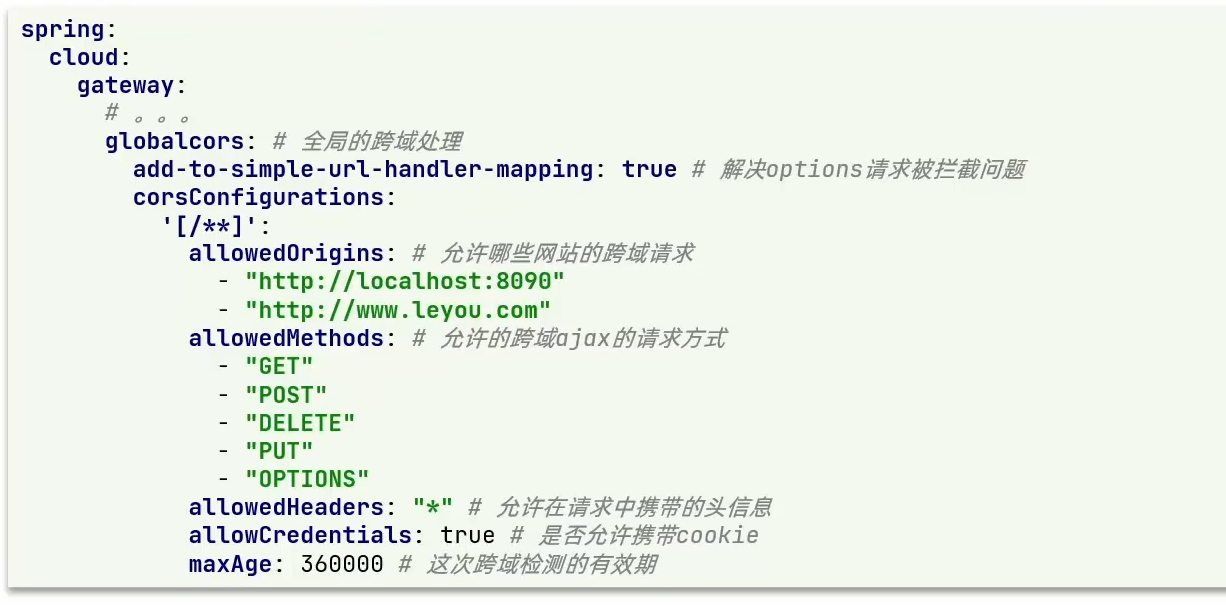 spring:
  cloud:
    gateway:
      # 。。。
      globalcors: # 全局的跨域处理
        add-to-simple-url-handler-mapping: true # 解决options请求被拦截问题
        corsConfigurations:
          '[/**]':
            allowedOrigins: # 允许哪些网站的跨域请求
              - "http://localhost:8090"
              - "http://www.leyou.com"
            allowedMethods: # 允许的跨域ajax的请求方式
              - "GET"
              - "POST"
              - "DELETE"
              - "PUT"
              - "OPTIONS"
            allowedHeaders: "*" # 允许在请求中携带的头信息
            allowCredentials: true # 是否允许携带cookie
            maxAge: 360000 # 这次跨域检测的有效期